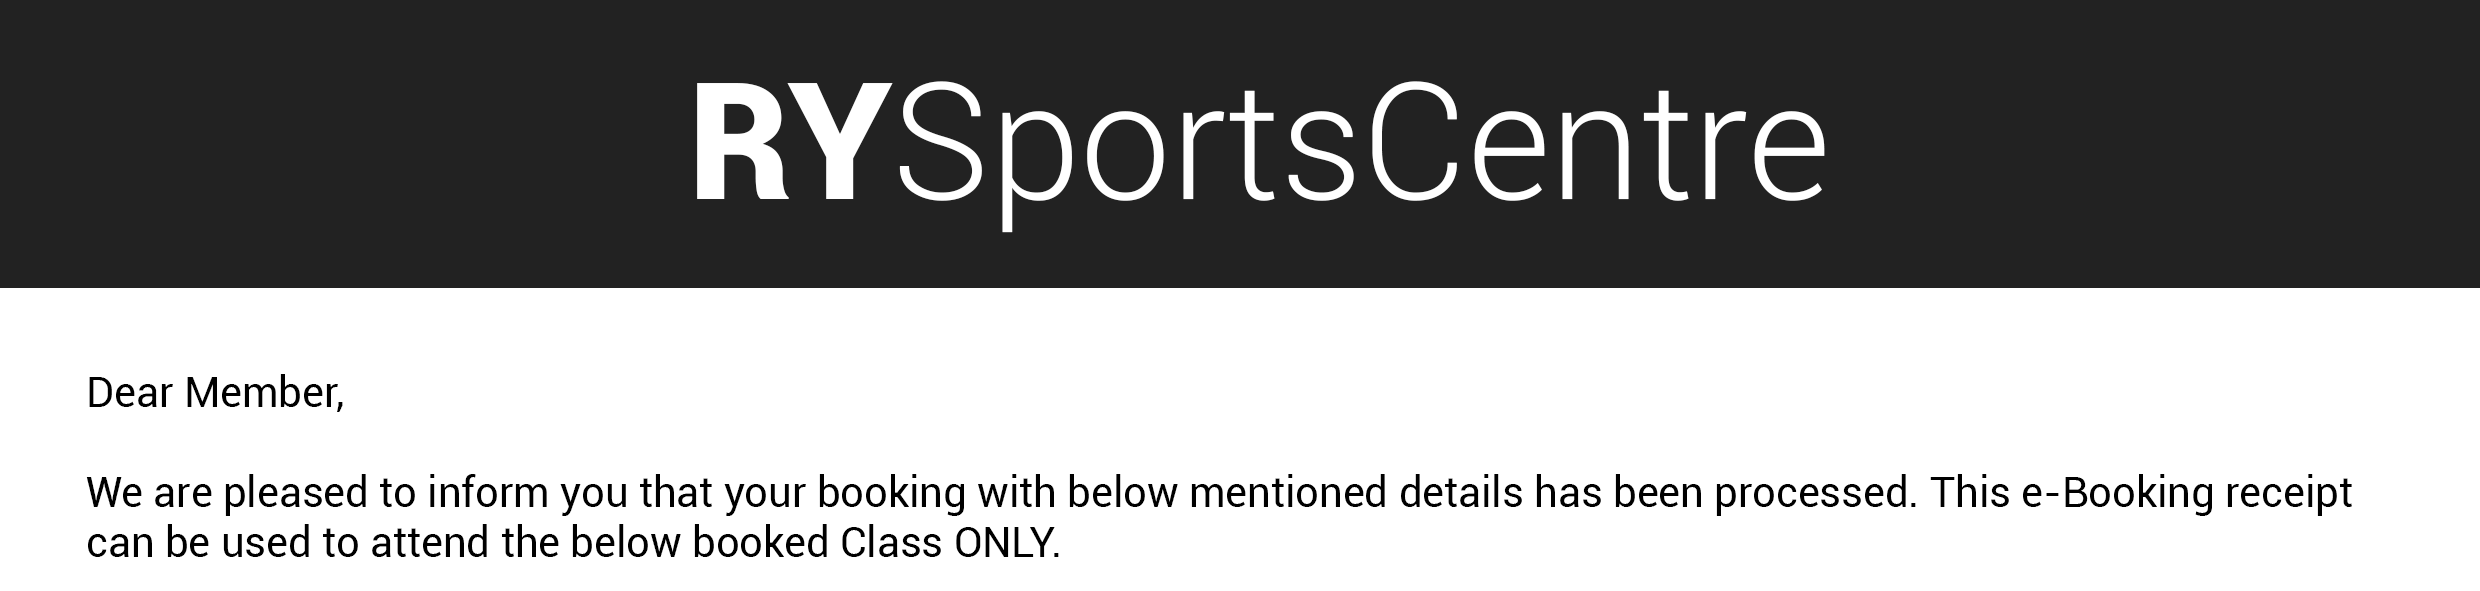 RYSportsCentre
Dear Member,
We are pleased to inform you that your booking with below mentioned details has been processed. This e-Booking receipt
can be used to attend the below booked Class ONLY.